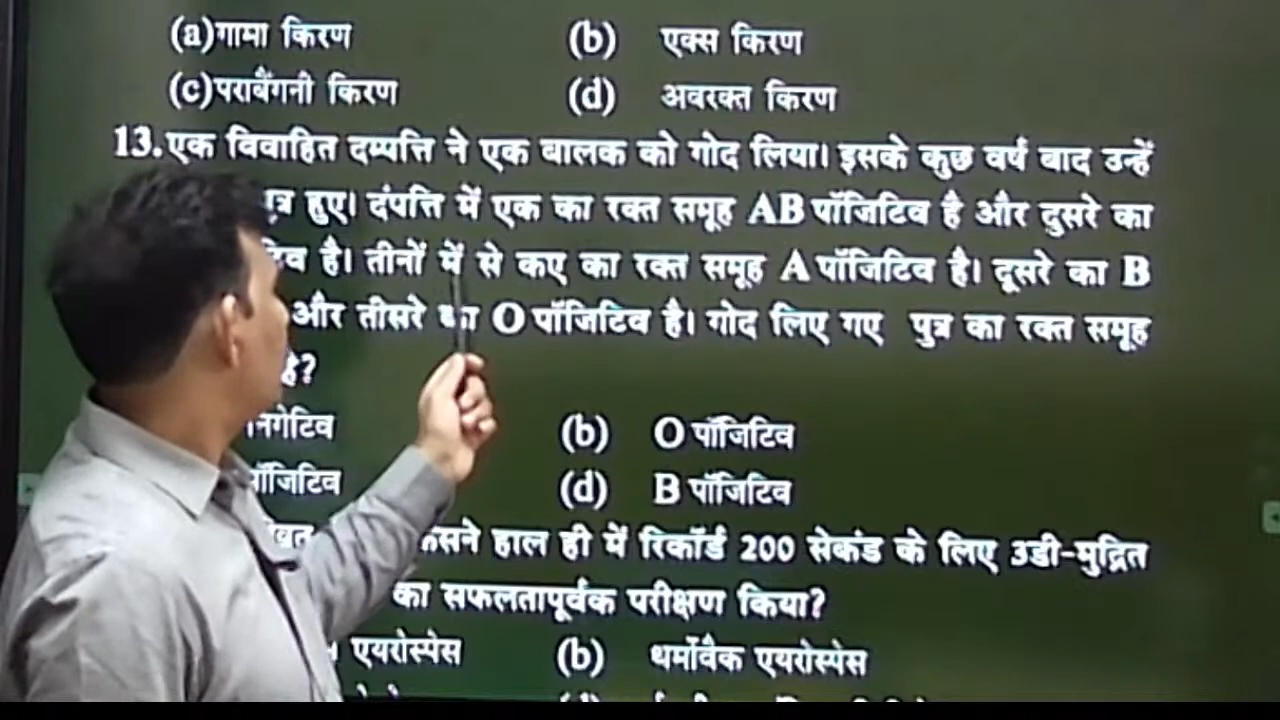 (a)गामा किरण (b) एक्स किरण
(c)पराबैंगनी किरण (d) अवरक्त किरण
13.एक विवाहित दम्पत्ति ने एक बालक को गोद लिया। इसके कुछ वर्ष बाद उन्हें
हुए। दंपत्ति में एक का रक्त समूह AB पॉजिटिव है और दुसरे का
है। तीनों में से कए का रक्त समूह A पॉजिटिव है। दूसरे का B
और तीसरे का O पॉजिटिव है। गोद लिए गए पुत्र का रक्त समूह
है?
निगेटिव (b) O पॉजिटिव
पॉजिटिव (d) B पॉजिटिव
हाल ही में रिकॉर्ड 200 सेकंड के लिए 3डी-मुद्रित
का सफलतापूर्वक परीक्षण किया?
एयरोस्पेस (b) थर्मोवैक एयरोस्पेस